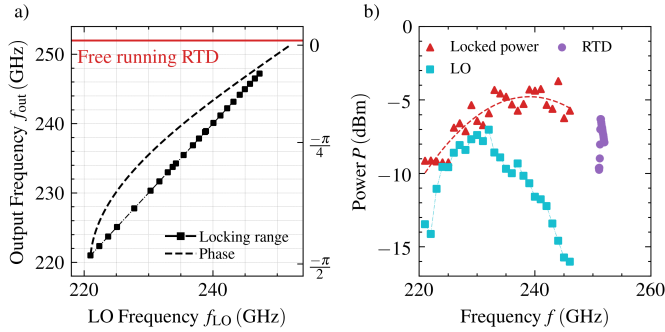 a)
Output Frequency f_out (GHz)
250
240
230
220
Free running RTD
Locking range
Phase
0
−π/4
−π/2
220
240
LO Frequency f_LO (GHz)
b)
Power P (dBm)
0
−5
−10
−15
Locked power
LO
RTD
220
240
260
Frequency f (GHz)